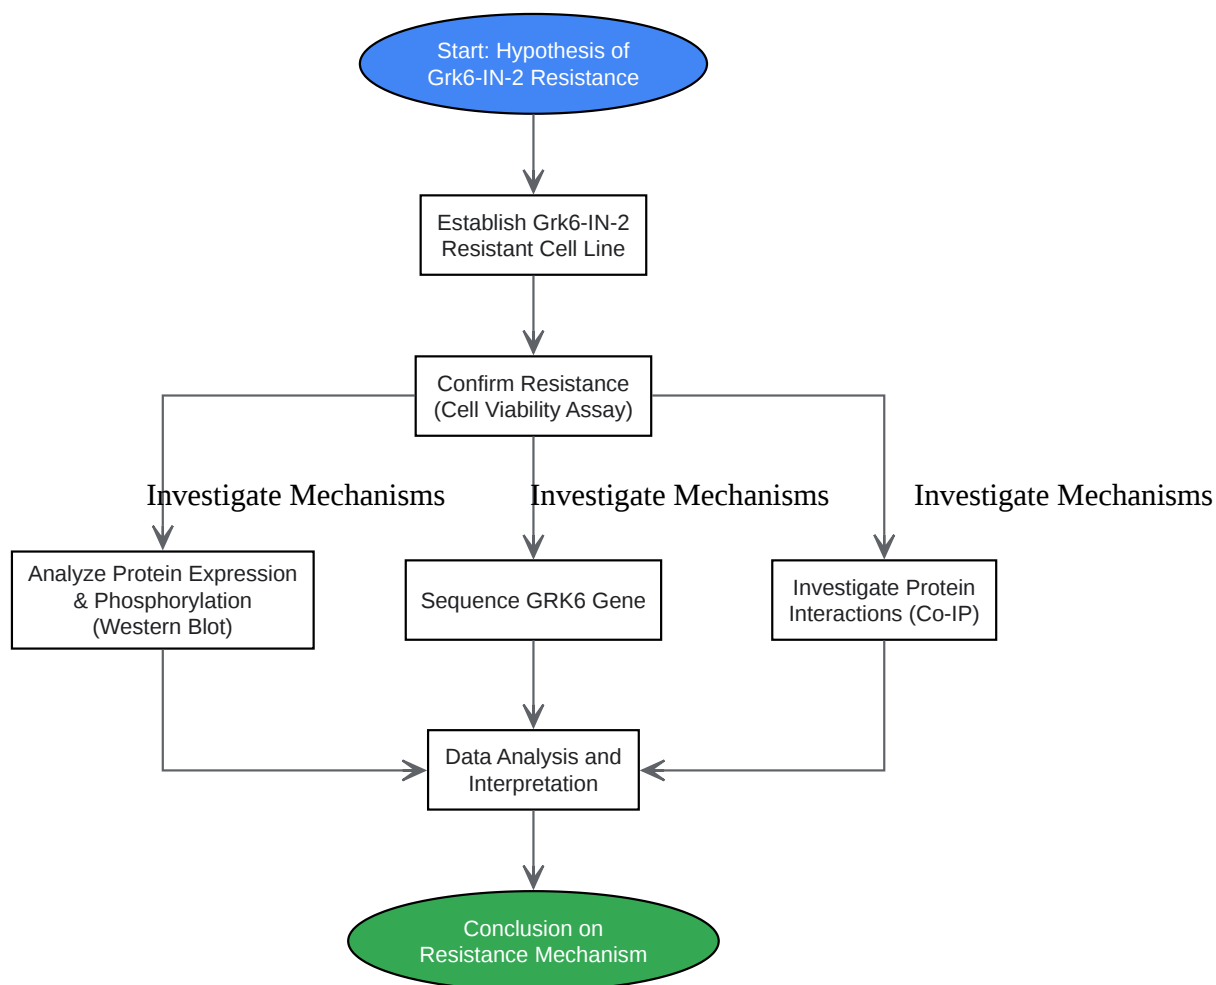 Start: Hypothesis of
Grk6-IN-2 Resistance
Establish Grk6-IN-2
Resistant Cell Line
Confirm Resistance
(Cell Viability Assay)
Investigate Mechanisms
Investigate Mechanisms
Investigate Mechanisms
Analyze Protein Expression
& Phosphorylation
(Western Blot)
Sequence GRK6 Gene
Investigate Protein
Interactions (Co-IP)
Data Analysis and
Interpretation
Conclusion on
Resistance Mechanism